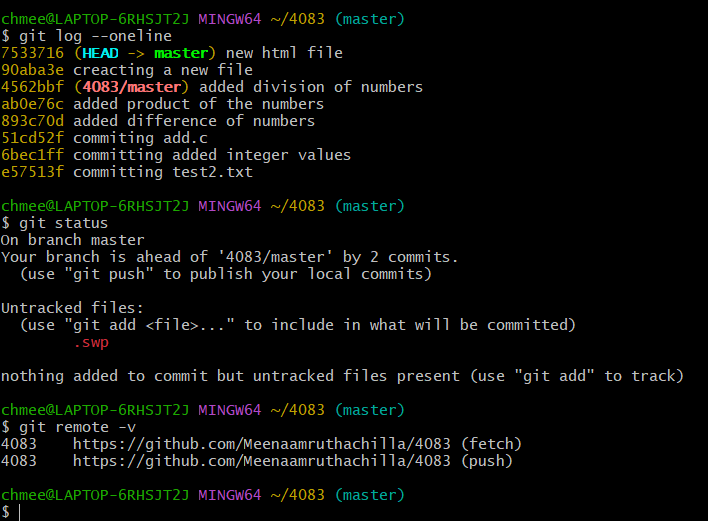 chmee@LAPTOP-6RHSJT2J MINGW64 ~/4083 (master)
$ git log --oneline
7533716 (HEAD -> master) new html file
90aba3e creacting a new file
4562bbf (4083/master) added division of numbers
ab0e76c added product of the numbers
893c70d added difference of numbers
51cd52f commiting add.c
6bec1ff committing added integer values
e57513f committing test2.txt

chmee@LAPTOP-6RHSJT2J MINGW64 ~/4083 (master)
$ git status
On branch master
Your branch is ahead of '4083/master' by 2 commits.
  (use "git push" to publish your local commits)

Untracked files:
  (use "git add <file>..." to include in what will be committed)
        .swp

nothing added to commit but untracked files present (use "git add" to track)

chmee@LAPTOP-6RHSJT2J MINGW64 ~/4083 (master)
$ git remote -v
4083    https://github.com/Meenaamruthachilla/4083 (fetch)
4083    https://github.com/Meenaamruthachilla/4083 (push)

chmee@LAPTOP-6RHSJT2J MINGW64 ~/4083 (master)
$